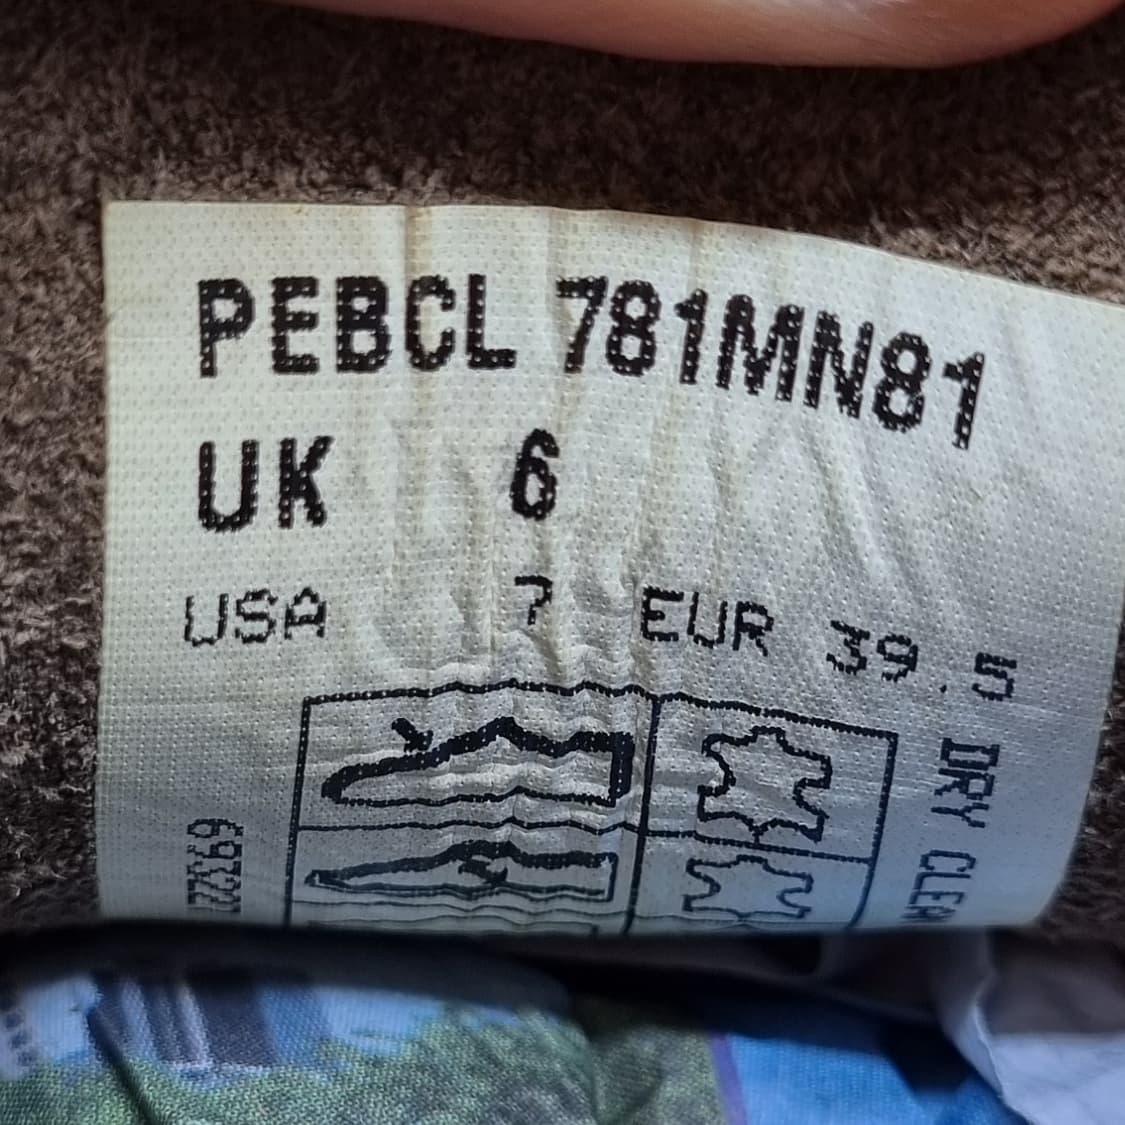 PEBCL 781MN81
UK 6
USA 7 EUR 39.5
DRY CLEA